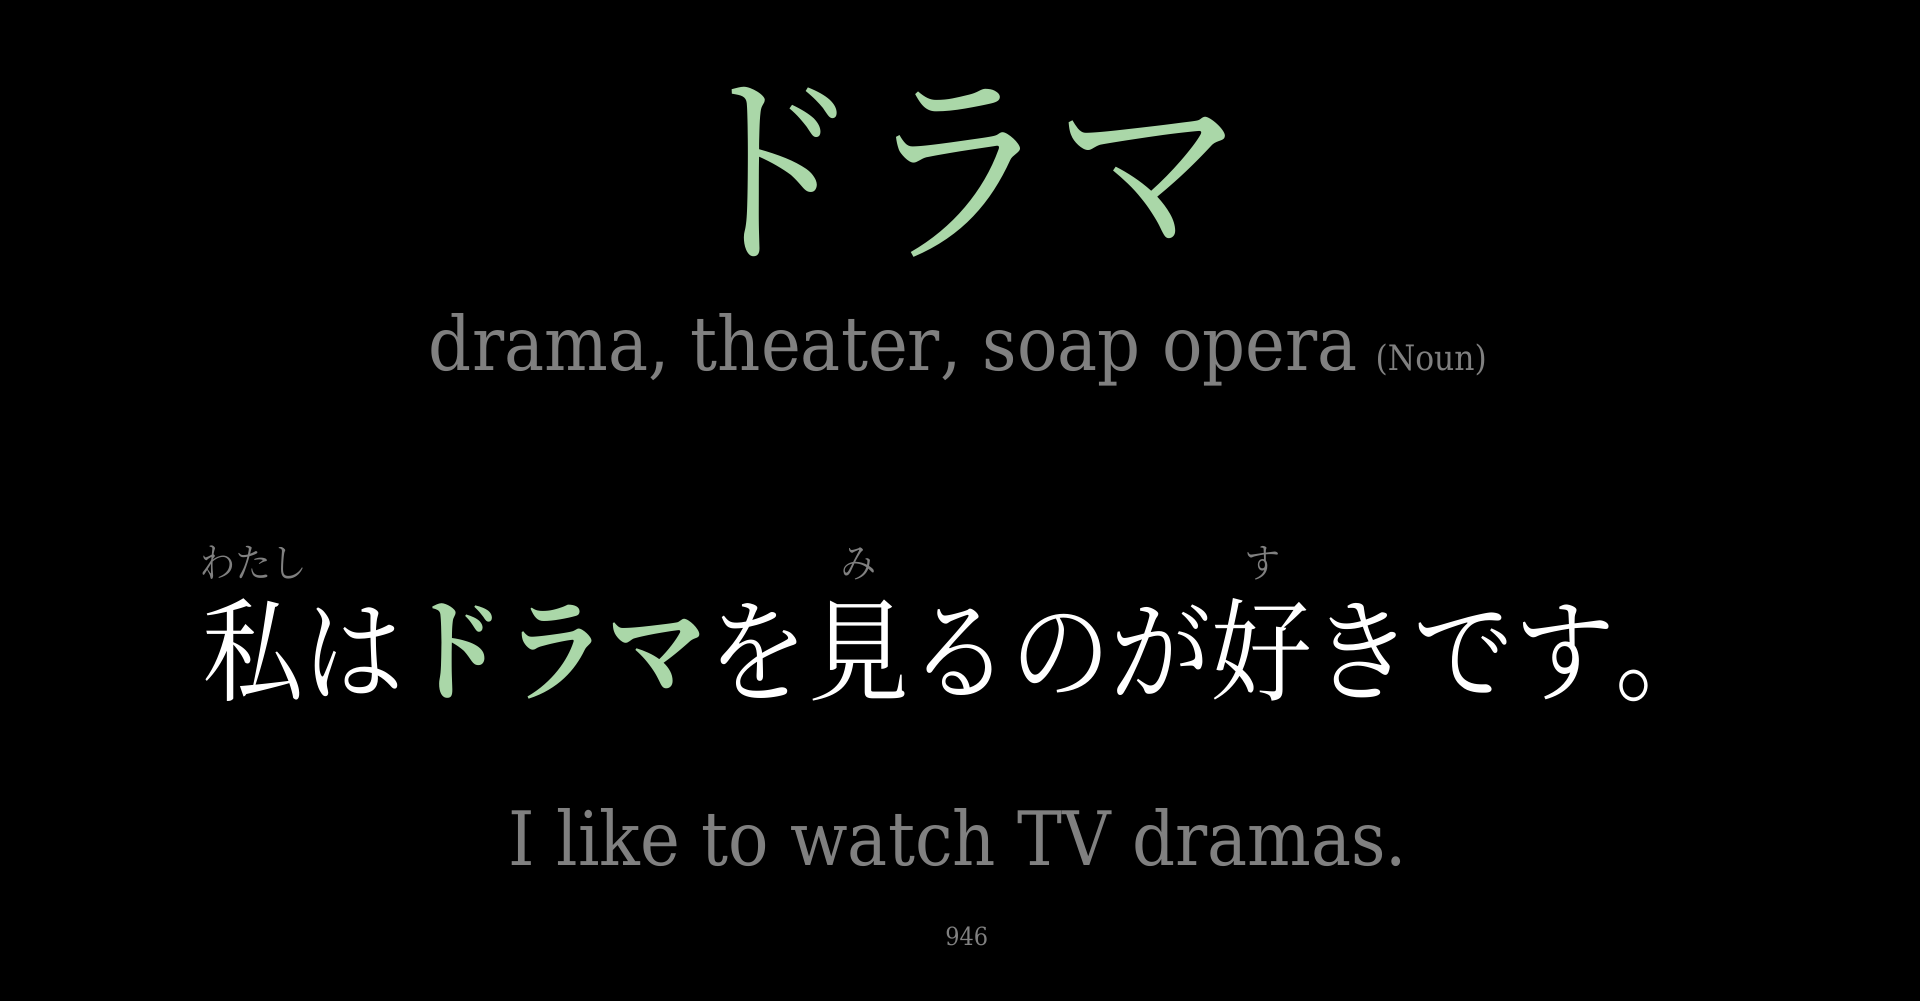 ドラマ
drama, theater, soap opera (Noun)
わたし み す
私はドラマを見るのが好きです。
I like to watch TV dramas.
946